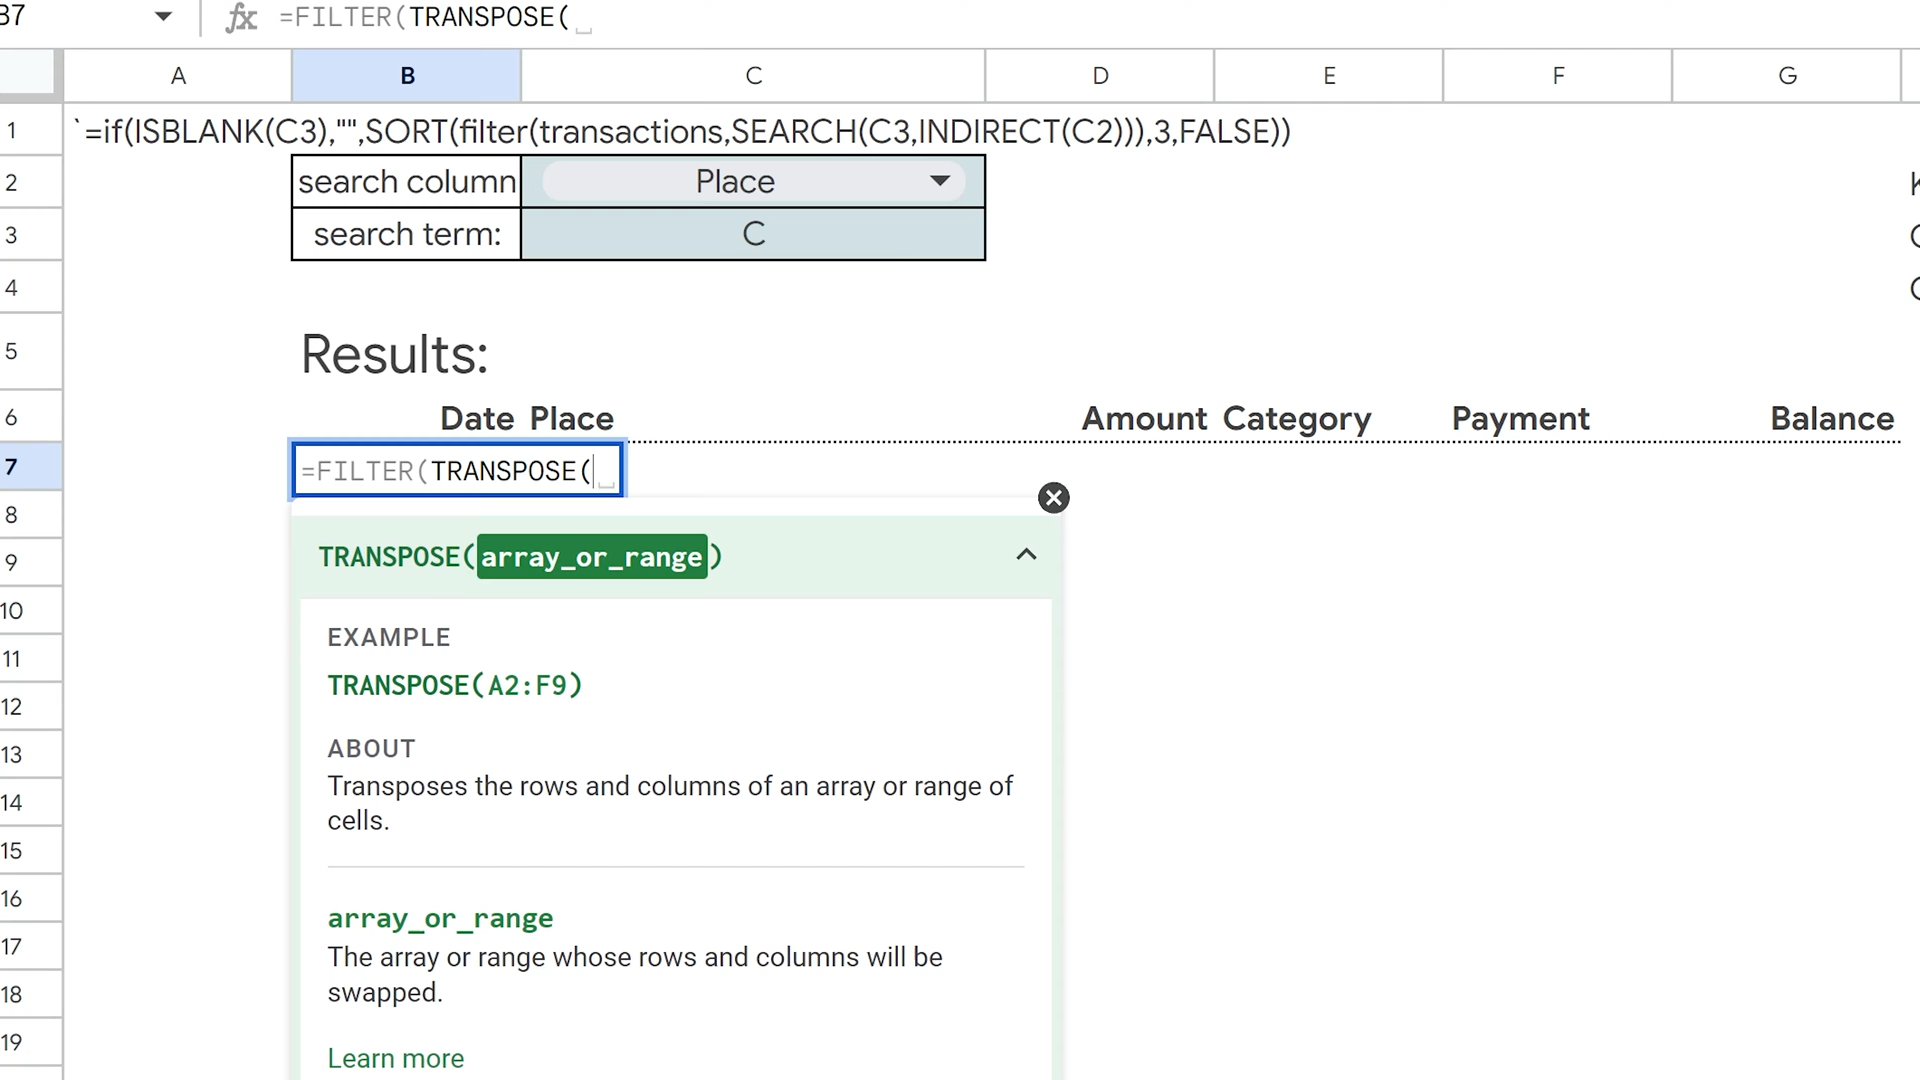 B7 fx =FILTER(TRANSPOSE(
A B C D E F G
1 `=if(ISBLANK(C3),"",SORT(filter(transactions,SEARCH(C3,INDIRECT(C2))),3,FALSE))
2 search column Place
3 search term: C
4
5 Results:
6 Date Place Amount Category Payment Balance
7 =FILTER(TRANSPOSE(
8
TRANSPOSE(array_or_range)
9
10
EXAMPLE
11
TRANSPOSE(A2:F9)
12
ABOUT
13
Transposes the rows and columns of an array or range of
14
cells.
15
16
array_or_range
17
The array or range whose rows and columns will be
18
swapped.
19
Learn more